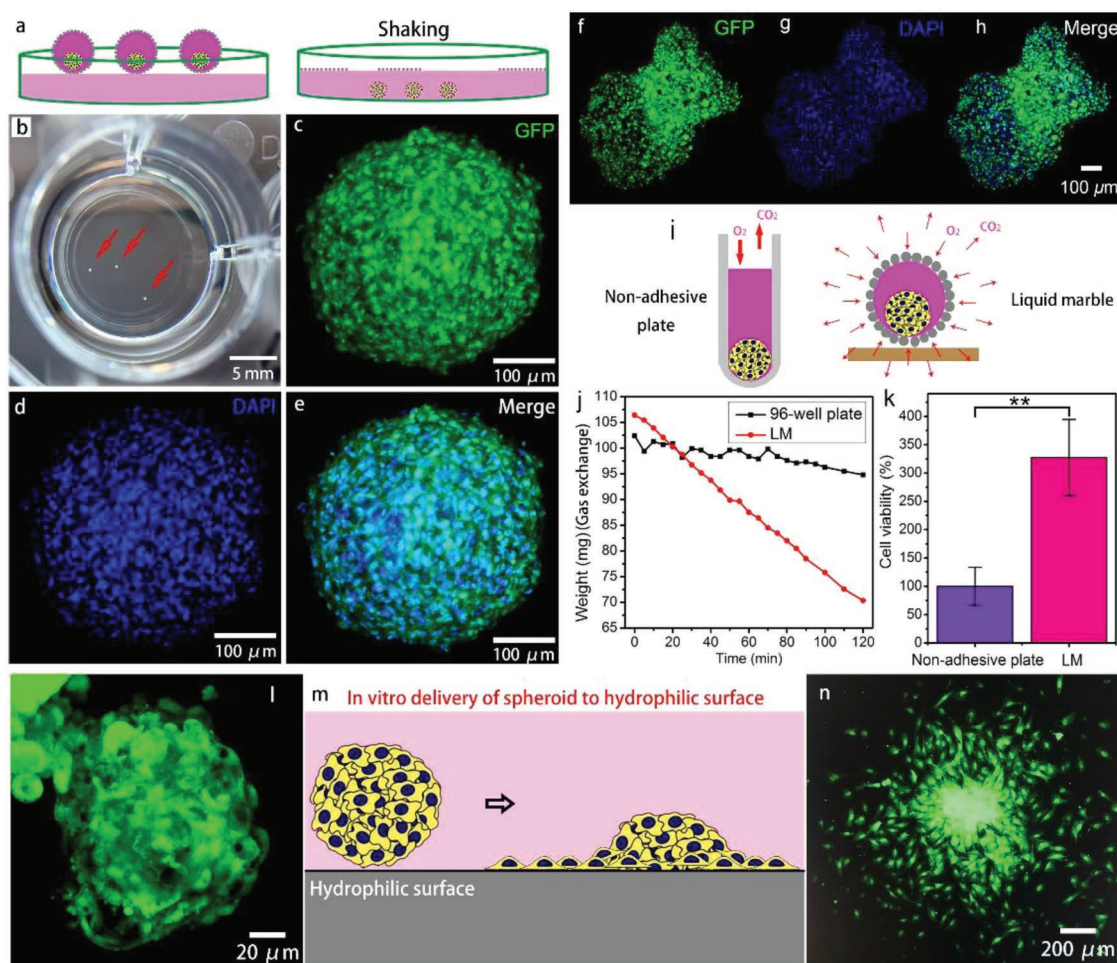 a
Shaking
b
5 mm
c
GFP
100 μm
d
DAPI
100 μm
e
Merge
100 μm
f
GFP
g
DAPI
h
Merge
100 μm
i
O₂
CO₂
Non-adhesive
plate
O₂
CO₂
Liquid marble
j
96-well plate
LM
Weight (mg)(Gas exchange)
110
105
100
95
90
85
80
75
70
65
0
20
40
60
80
100
120
Time (min)
k
**
Cell viability (%)
400
350
300
250
200
150
100
50
0
Non-adhesive plate
LM
l
20 μm
m
In vitro delivery of spheroid to hydrophilic surface
Hydrophilic surface
n
200 μm